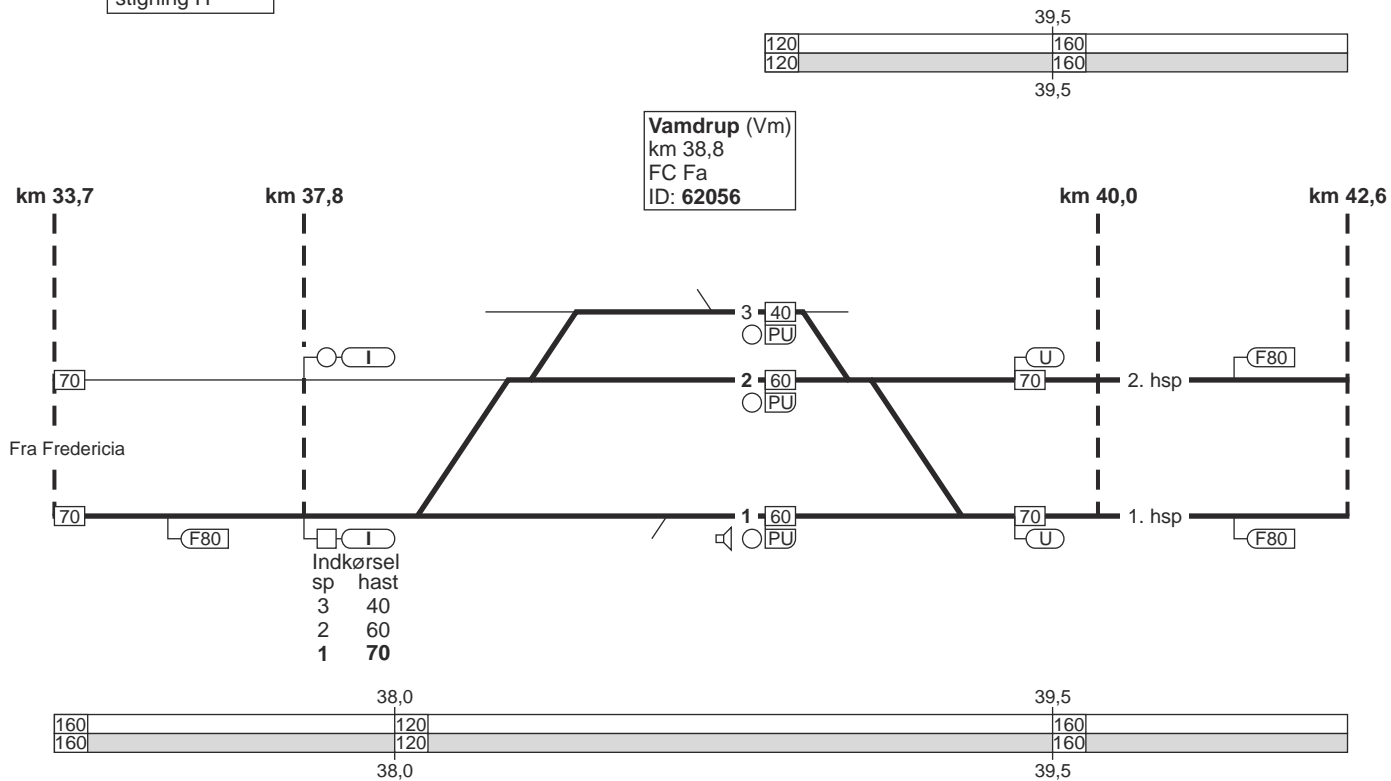 stigning H
39,5
120 160
120 160
39,5
Vamdrup (Vm)
km 38,8
FC Fa
ID: 62056
km 33,7
km 37,8
km 40,0
km 42,6
3 40
PU
I
U
F80
70
2 60
70
2. hsp
PU
Fra Fredericia
70
1 60
70
1. hsp
F80
I
PU
U
F80
Indkørsel
sp hast
3 40
2 60
1 70
38,0
39,5
160 120 160
160 120 160
38,0
39,5